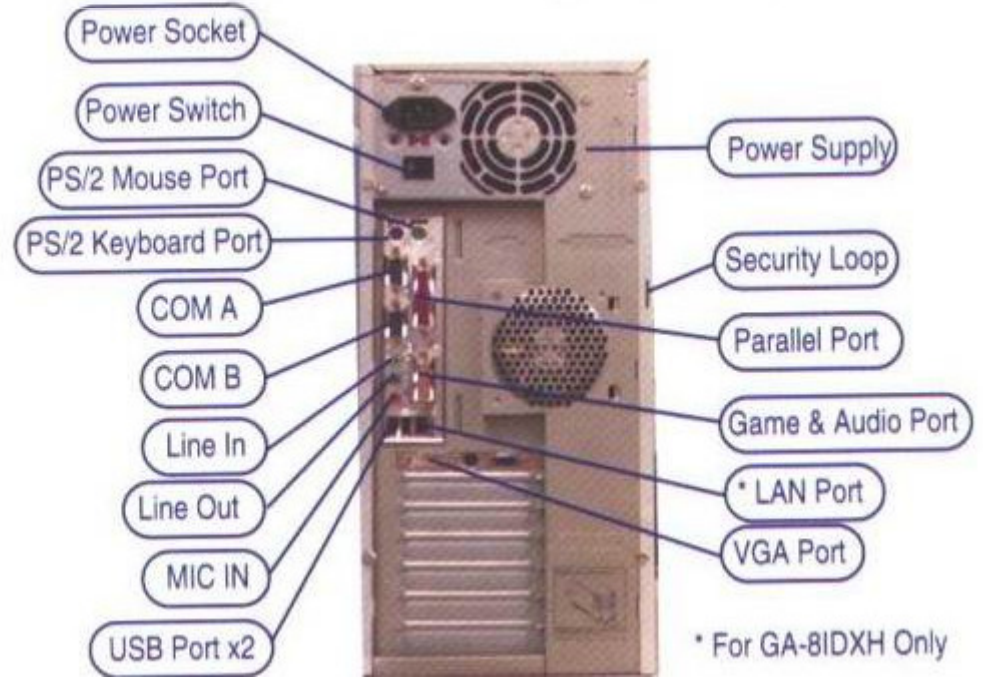 Power Socket
Power Switch
PS/2 Mouse Port
PS/2 Keyboard Port
COM A
COM B
Line In
Line Out
MIC IN
USB Port x2
Power Supply
Security Loop
Parallel Port
Game & Audio Port
* LAN Port
VGA Port
* For GA-8IDXH Only